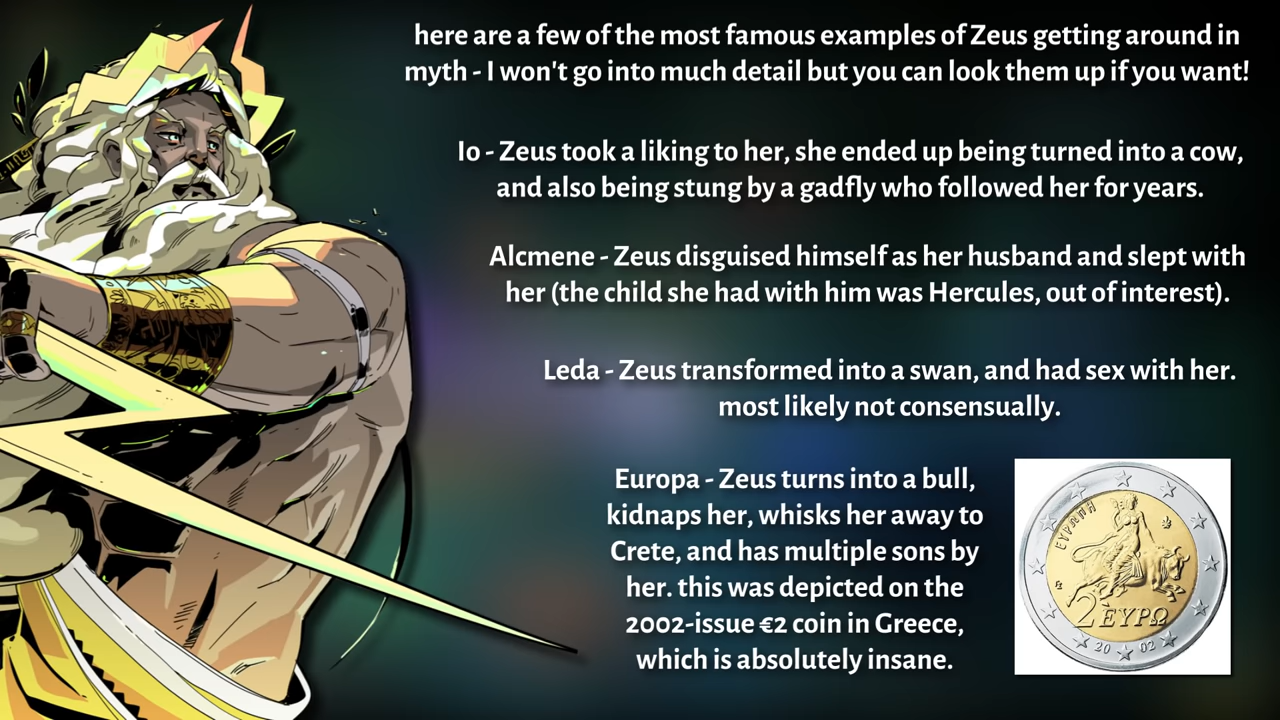 here are a few of the most famous examples of Zeus getting around in
myth - I won't go into much detail but you can look them up if you want!
Io - Zeus took a liking to her, she ended up being turned into a cow,
and also being stung by a gadfly who followed her for years.
Alcmene - Zeus disguised himself as her husband and slept with
her (the child she had with him was Hercules, out of interest).
Leda - Zeus transformed into a swan, and had sex with her.
most likely not consensually.
Europa - Zeus turns into a bull,
kidnaps her, whisks her away to
Crete, and has multiple sons by
her. this was depicted on the
2002-issue €2 coin in Greece,
which is absolutely insane.
ΕΥΡΩΠΗ
2 ΕΥΡΩ
20 02